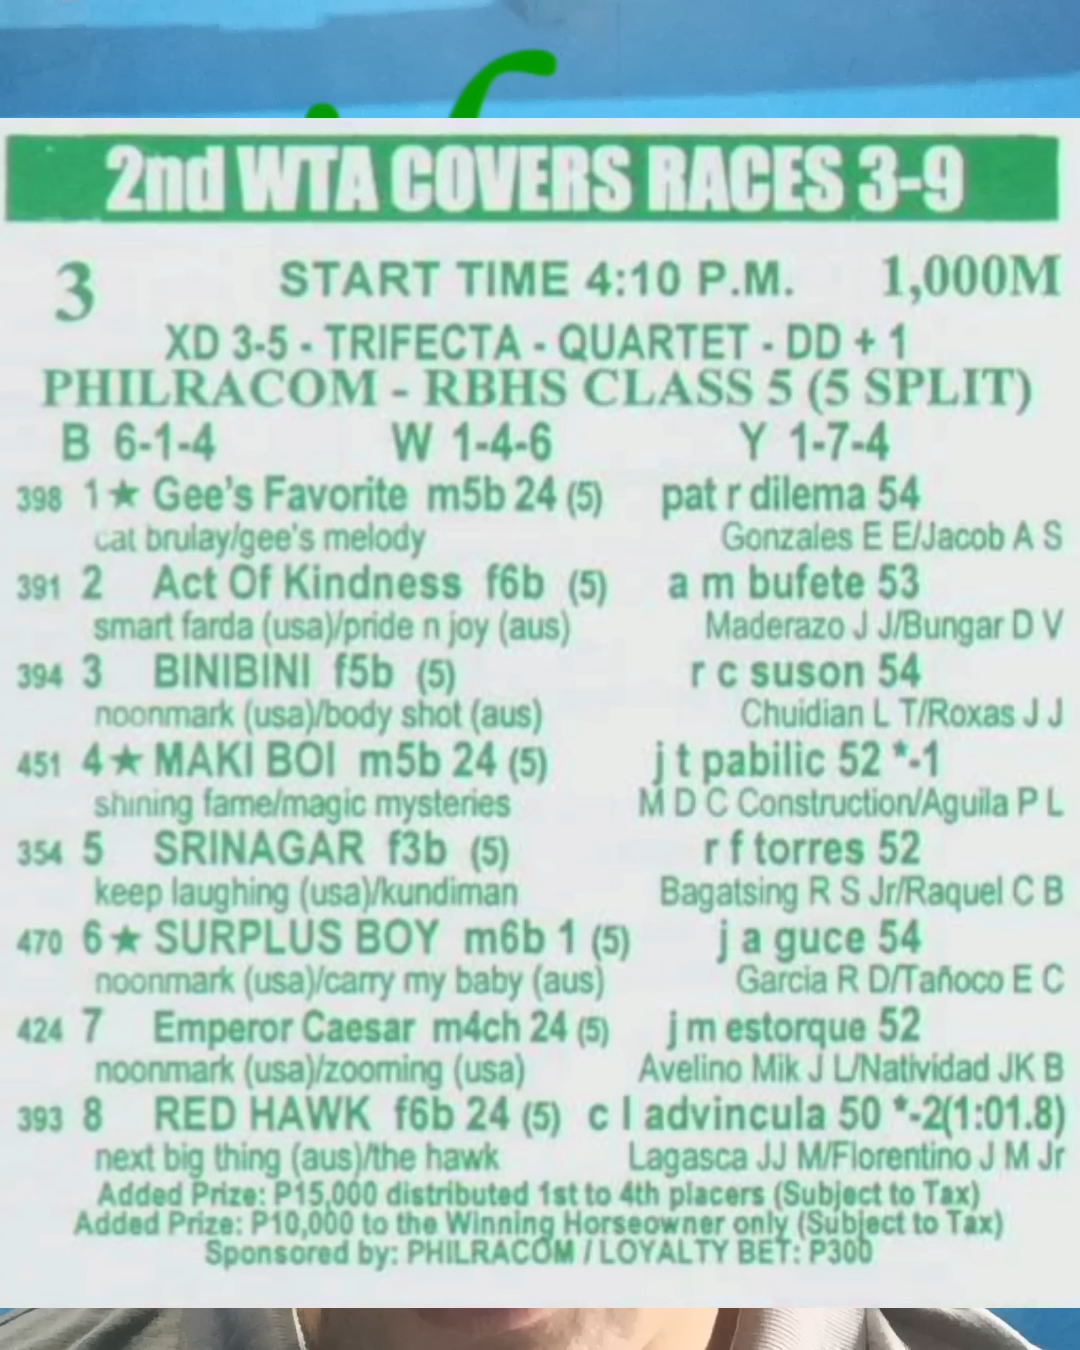 2nd WTA COVERS RACES 3-9
3 START TIME 4:10 P.M. 1,000M
XD 3-5 - TRIFECTA - QUARTET - DD + 1
PHILRACOM - RBHS CLASS 5 (5 SPLIT)
B 6-1-4 W 1-4-6 Y 1-7-4
398 1★ Gee's Favorite m5b 24 (5) pat r dilema 54
cat brulay/gee's melody Gonzales E E/Jacob A S
391 2 Act Of Kindness f6b (5) a m bufete 53
smart farda (usa)/pride n joy (aus) Maderazo J J/Bungar D V
394 3 BINIBINI f5b (5) r c suson 54
noonmark (usa)/body shot (aus) Chuidian L T/Roxas J J
451 4★ MAKI BOI m5b 24 (5) j t pabilic 52 *-1
shining fame/magic mysteries M D C Construction/Aguila P L
354 5 SRINAGAR f3b (5) r f torres 52
keep laughing (usa)/kundiman Bagatsing R S Jr/Raquel C B
470 6★ SURPLUS BOY m6b 1 (5) j a guce 54
noonmark (usa)/carry my baby (aus) Garcia R D/Tañoco E C
424 7 Emperor Caesar m4ch 24 (5) j m estorque 52
noonmark (usa)/zooming (usa) Avelino Mik J L/Natividad JK B
393 8 RED HAWK f6b 24 (5) c l advincula 50 *-2(1:01.8)
next big thing (aus)/the hawk Lagasca JJ M/Florentino J M Jr
Added Prize: P15,000 distributed 1st to 4th placers (Subject to Tax)
Added Prize: P10,000 to the Winning Horseowner only (Subject to Tax)
Sponsored by: PHILRACOM / LOYALTY BET: P300